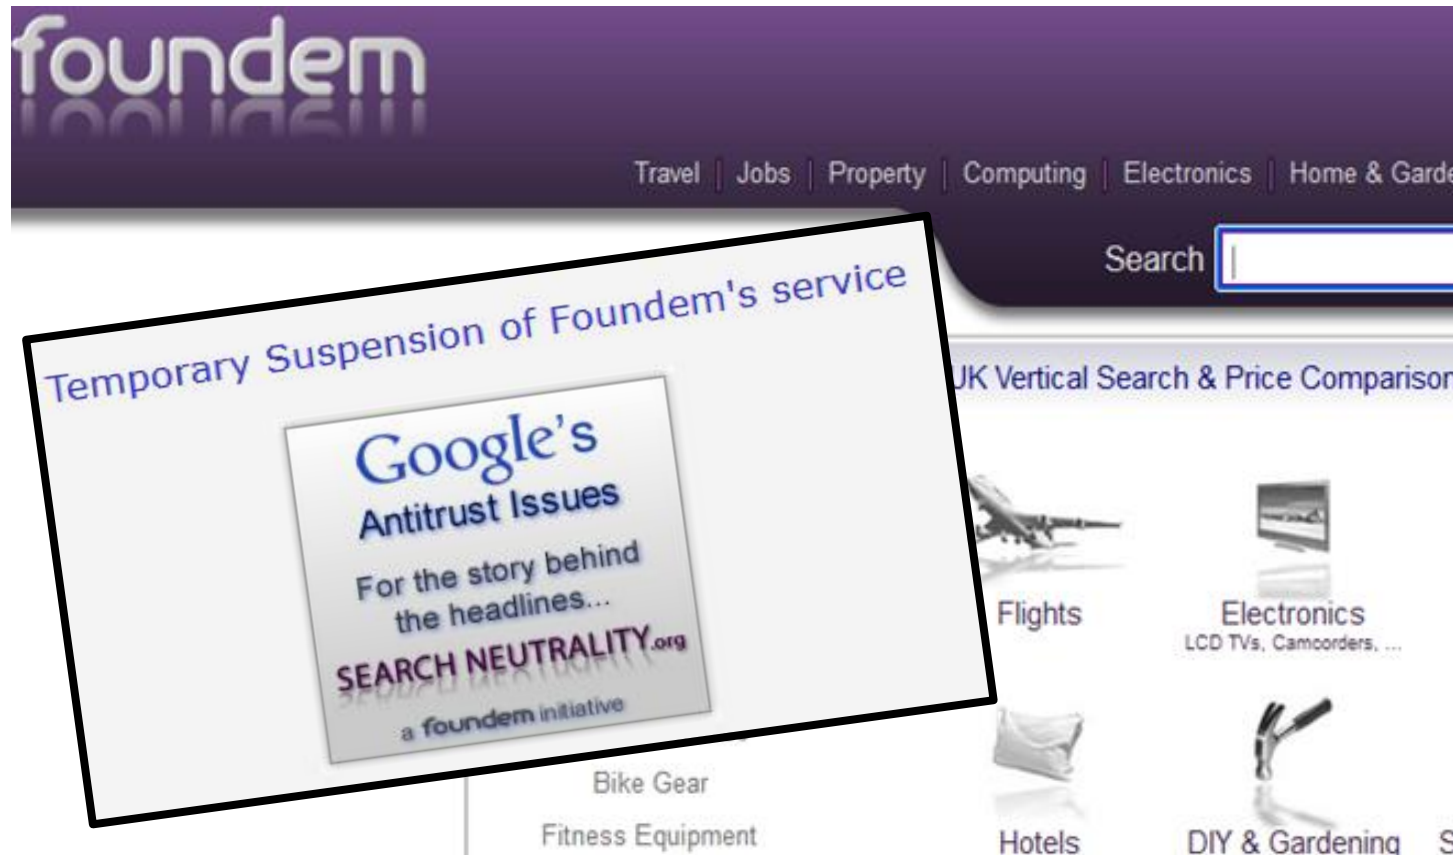 foundem
Travel | Jobs | Property | Computing | Electronics | Home & Garde
Search
Temporary Suspension of Foundem's service
Google's
Antitrust Issues
For the story behind
the headlines...
SEARCH NEUTRALITY.org
a foundem initiative
UK Vertical Search & Price Comparison
Flights
Electronics
LCD TVs, Camcorders, ...
Bike Gear
Fitness Equipment
Hotels
DIY & Gardening
S